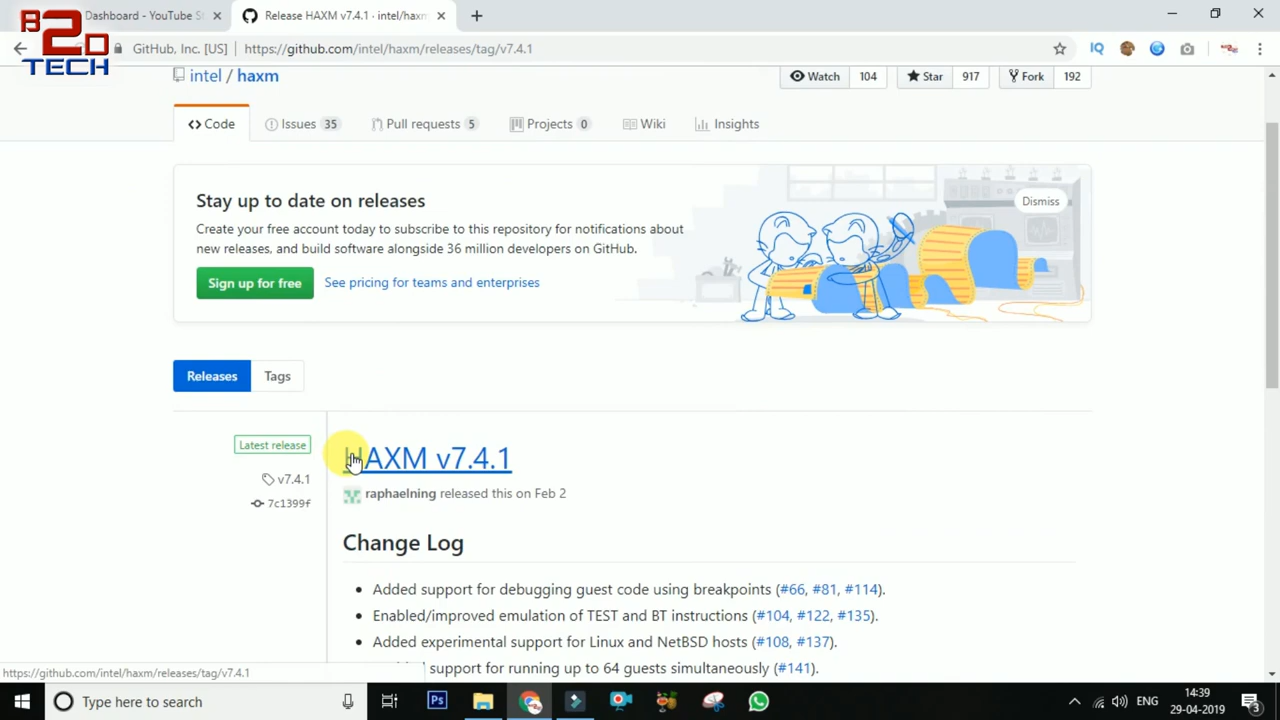 B2D
TECH
Dashboard - YouTube St
Release HAXM v7.4.1 · intel/haxm
GitHub, Inc. [US]
https://github.com/intel/haxm/releases/tag/v7.4.1
IQ
intel / haxm
Watch 104
Star 917
Fork 192
Code
Issues 35
Pull requests 5
Projects 0
Wiki
Insights
Stay up to date on releases
Dismiss
Create your free account today to subscribe to this repository for notifications about
new releases, and build software alongside 36 million developers on GitHub.
Sign up for free
See pricing for teams and enterprises
Releases
Tags
Latest release
HAXM v7.4.1
v7.4.1
raphaelning released this on Feb 2
7c1399f
Change Log
Added support for debugging guest code using breakpoints (#66, #81, #114).
Enabled/improved emulation of TEST and BT instructions (#104, #122, #135).
Added experimental support for Linux and NetBSD hosts (#108, #137).
support for running up to 64 guests simultaneously (#141).
https://github.com/intel/haxm/releases/tag/v7.4.1
Type here to search
Ps
ENG
14:39
29-04-2019
3